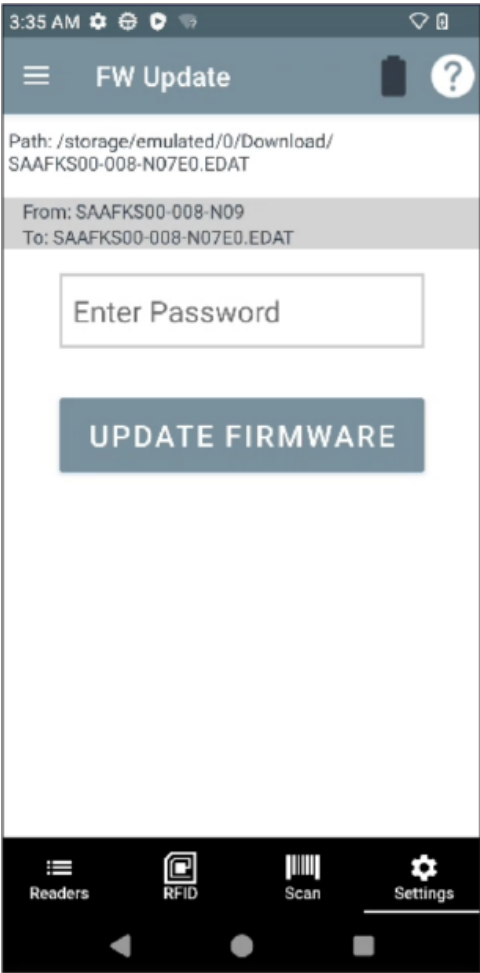 3:35 AM
FW Update
?
Path: /storage/emulated/0/Download/
SAAFKS00-008-N07E0.EDAT
From: SAAFKS00-008-N09
To: SAAFKS00-008-N07E0.EDAT
Enter Password
UPDATE FIRMWARE
Readers RFID Scan Settings